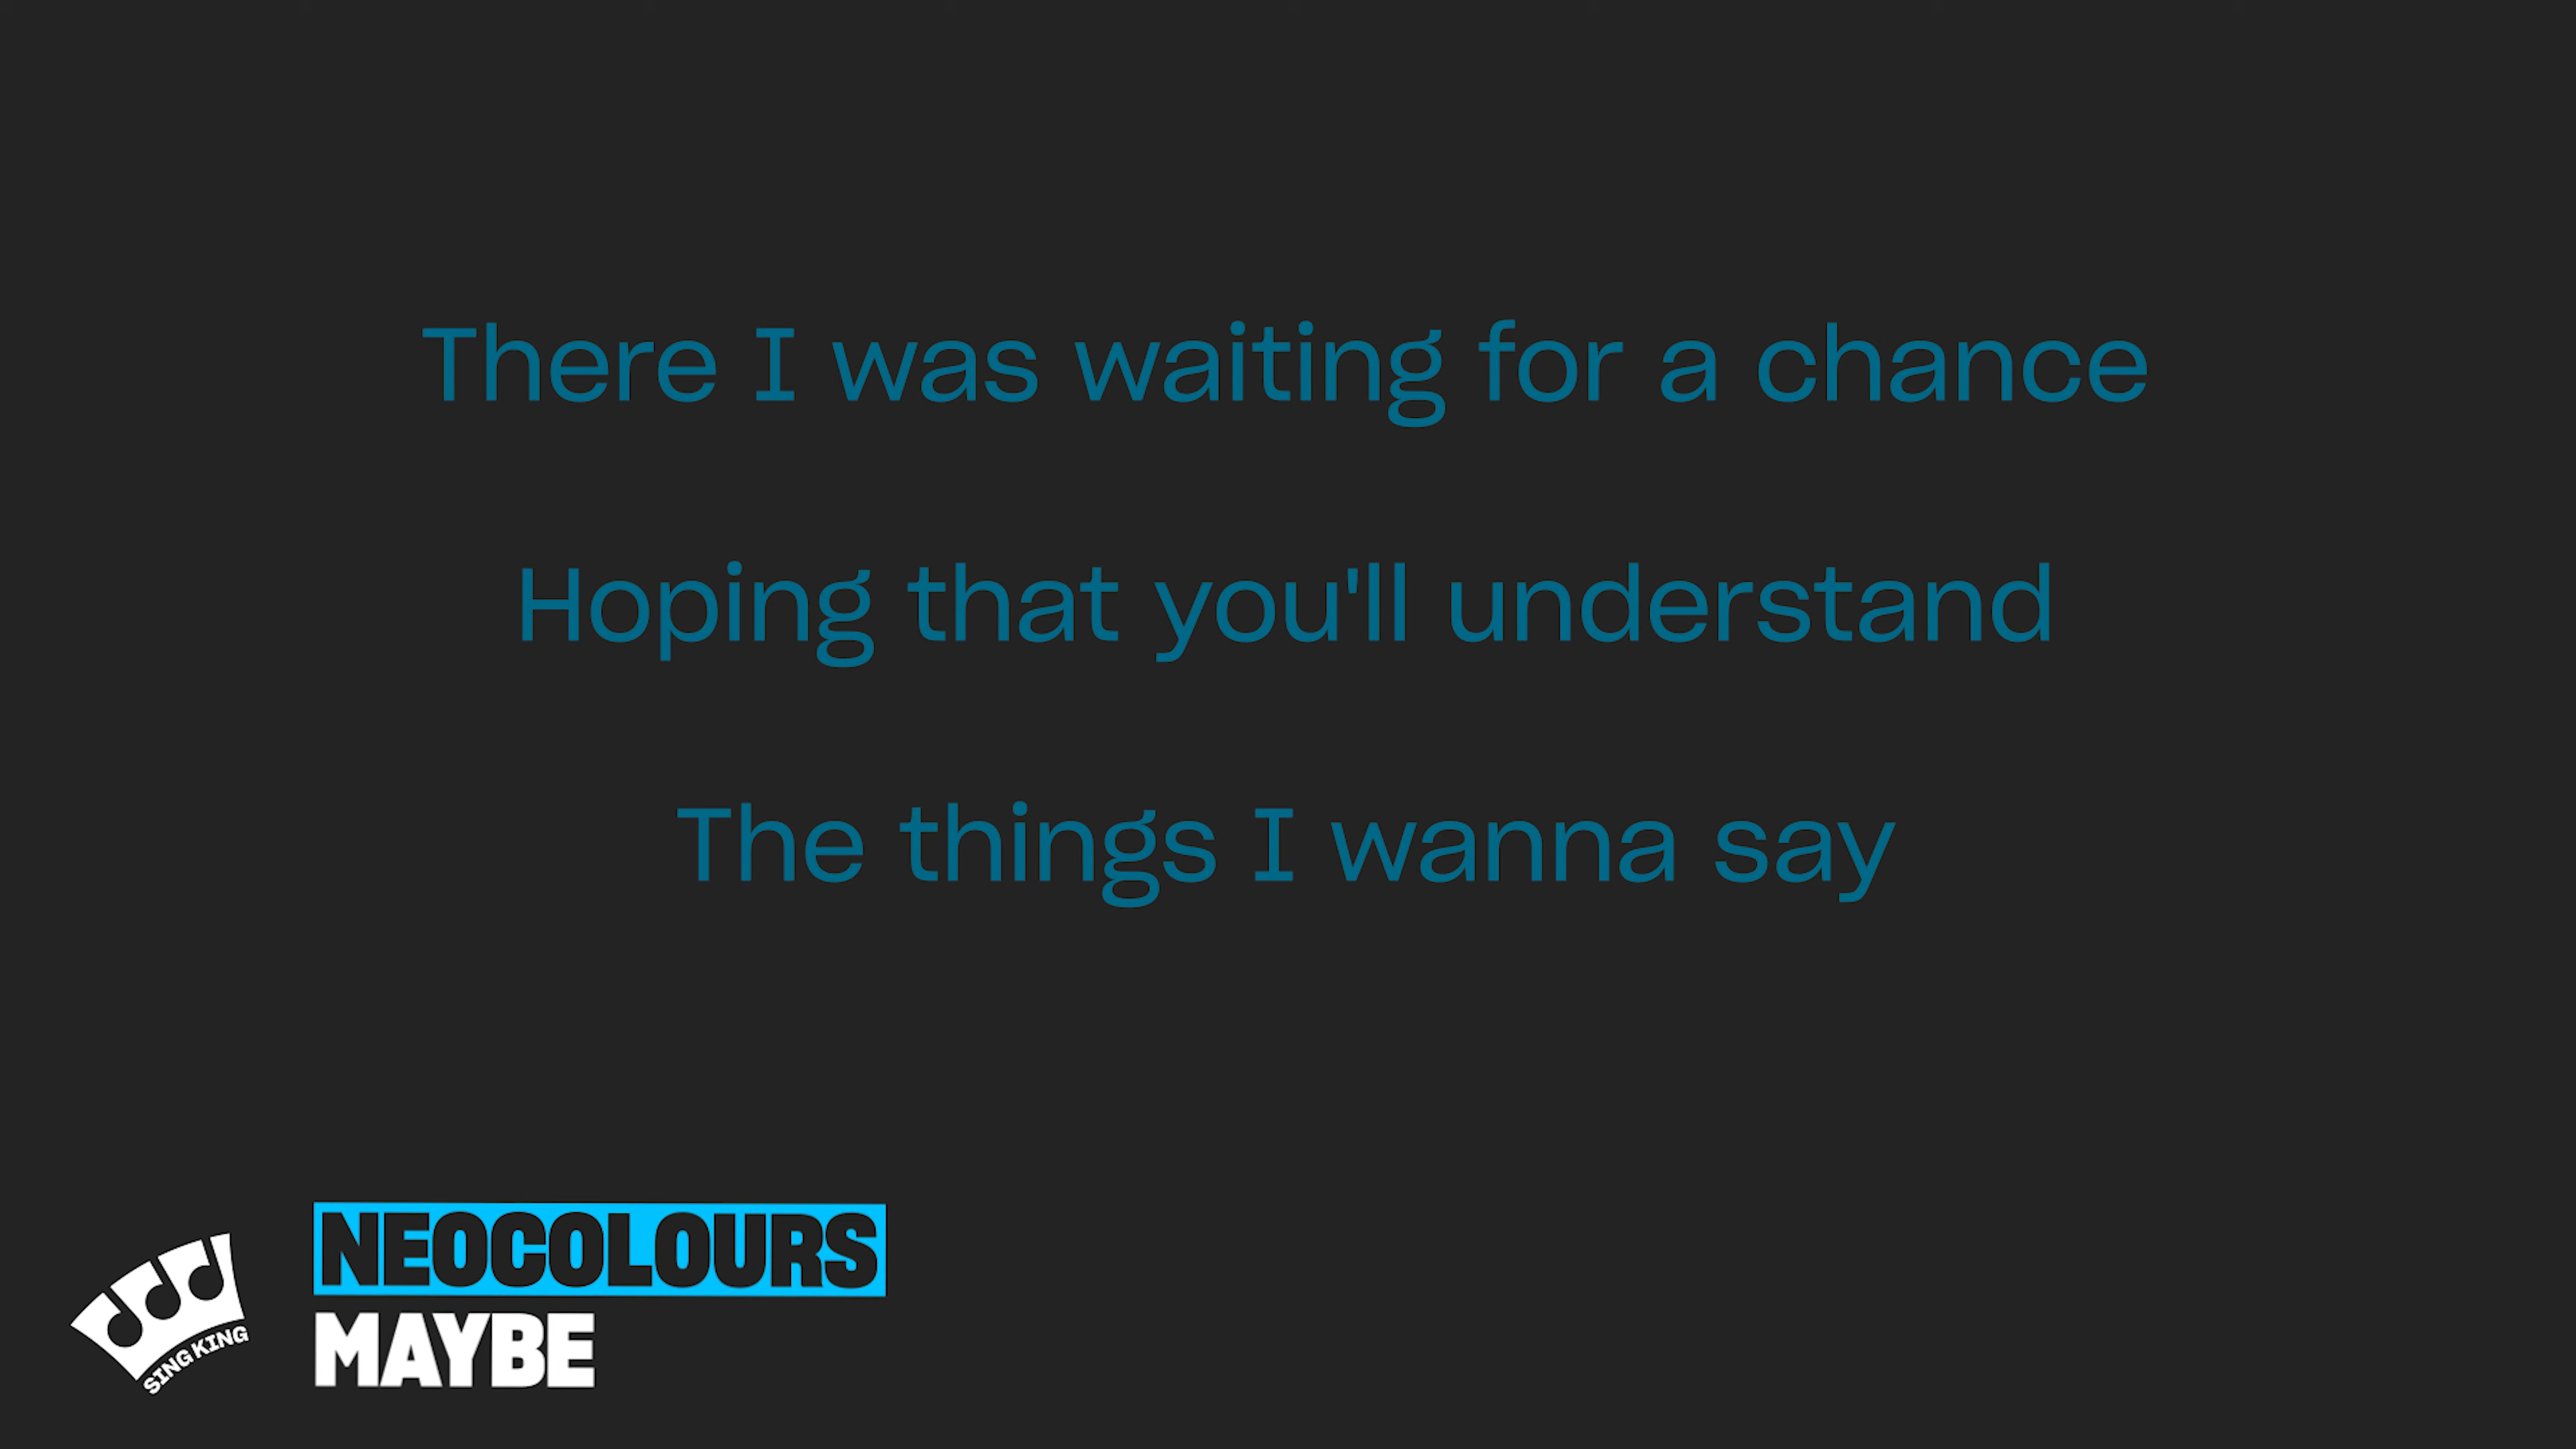 There I was waiting for a chance
Hoping that you'll understand
The things I wanna say
SING KING
NEOCOLOURS
MAYBE